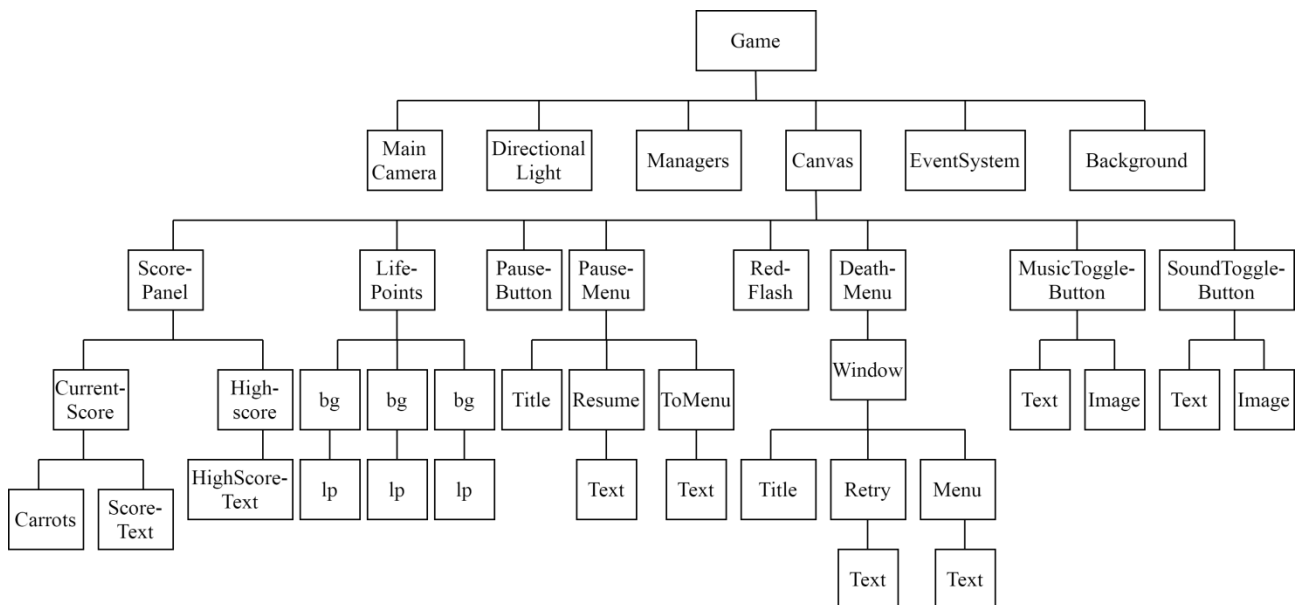 Game
Main
Camera
Directional
Light
Managers
Canvas
EventSystem
Background
Score-
Panel
Life-
Points
Pause-
Button
Pause-
Menu
Red-
Flash
Death-
Menu
MusicToggle-
Button
SoundToggle-
Button
Current-
Score
High-
score
bg
bg
bg
Title
Resume
ToMenu
Window
Text
Image
Text
Image
Carrots
Score-
Text
HighScore-
Text
lp
lp
lp
Text
Text
Title
Retry
Menu
Text
Text